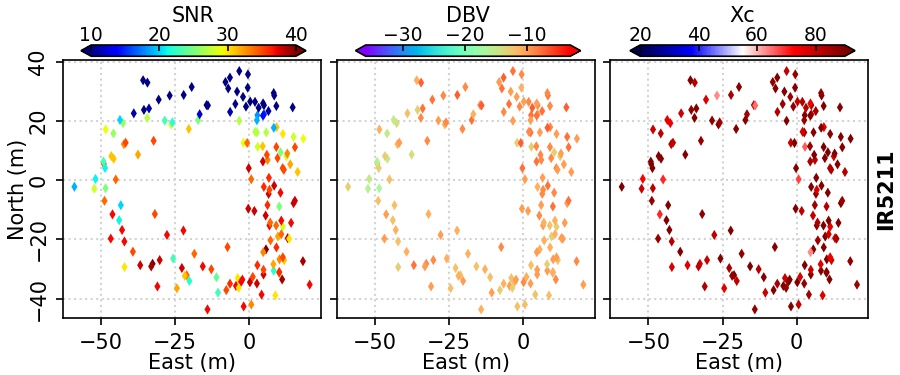 SNR DBV Xc
10 20 30 40 −30 −20 −10 20 40 60 80
40
20
0
−20
−40
North (m)
−50 −25 0 −50 −25 0 −50 −25 0
East (m) East (m) East (m)
IR5211